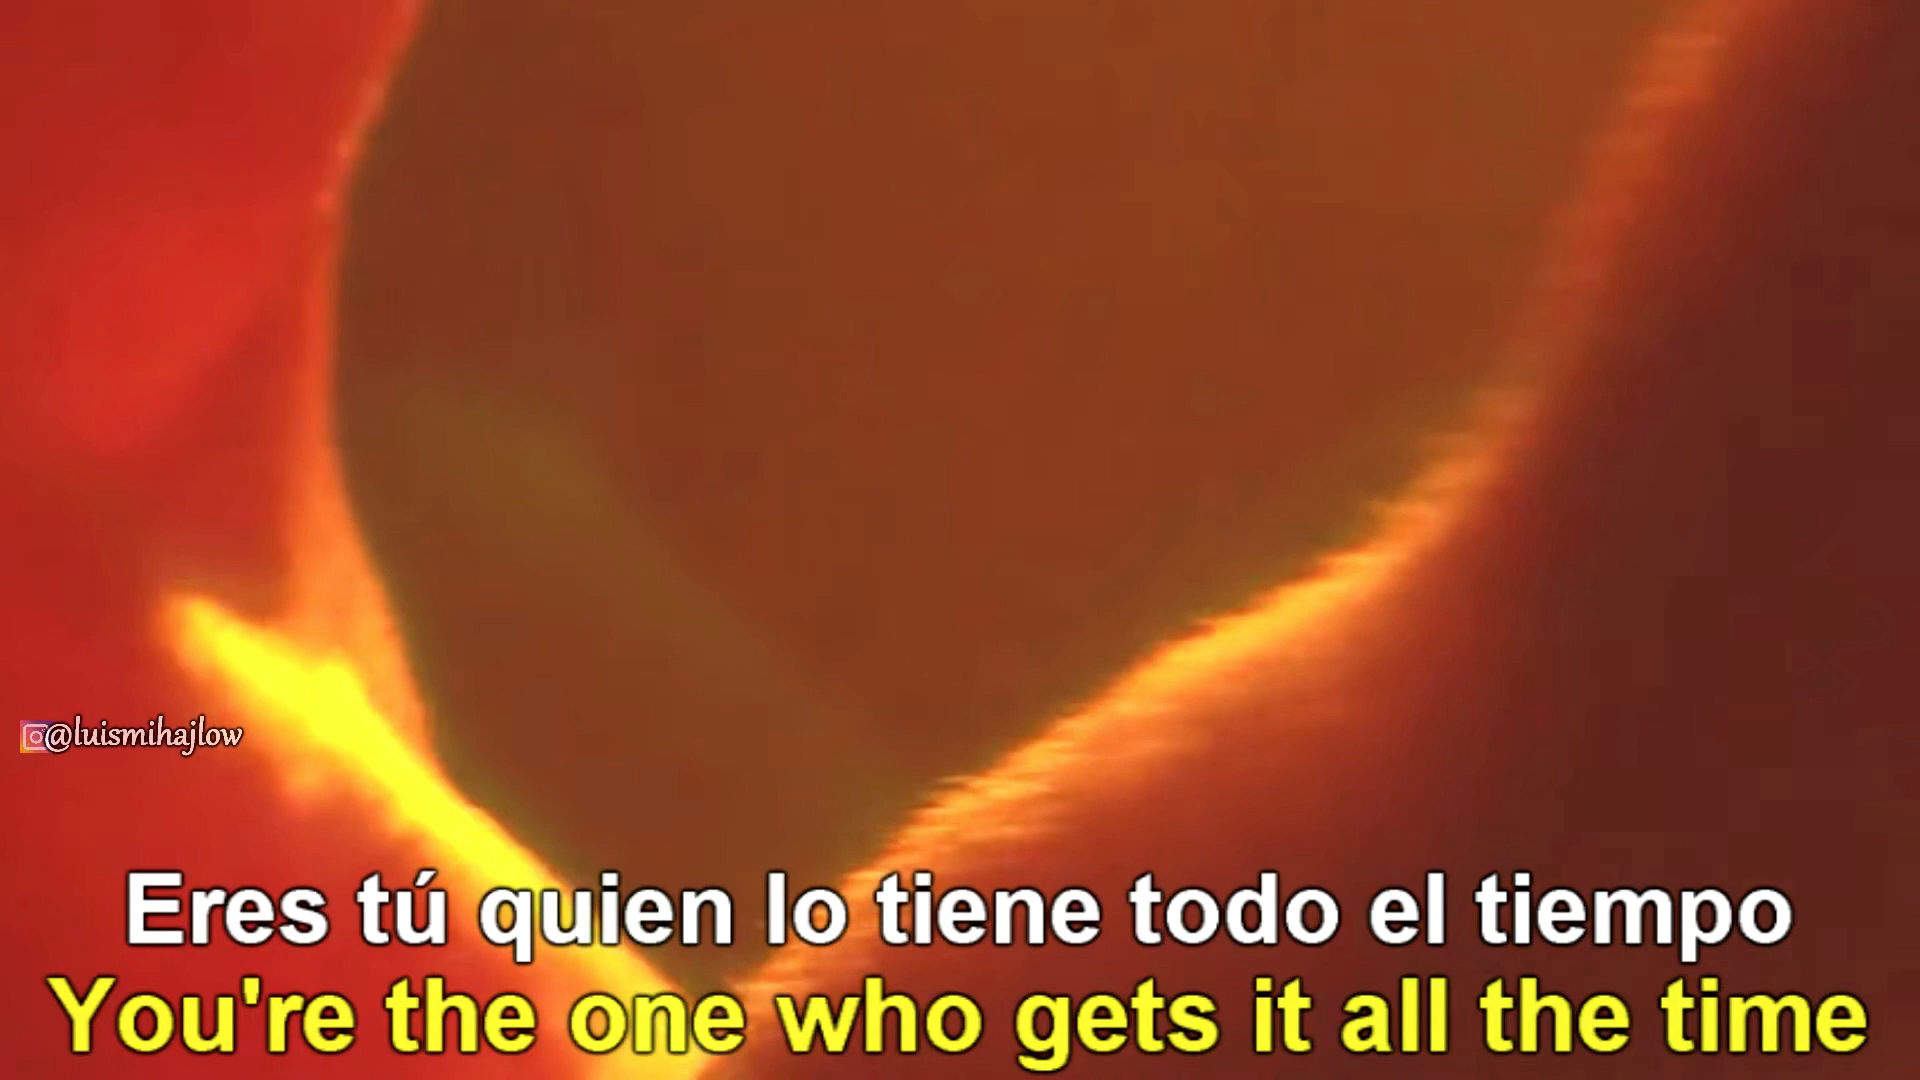 @luismihajlow
Eres tú quien lo tiene todo el tiempo
You're the one who gets it all the time